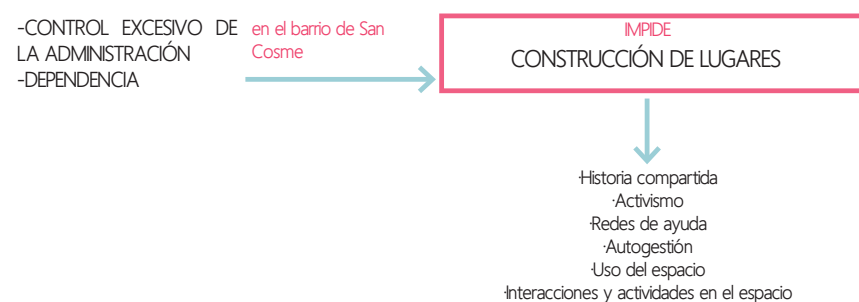 -CONTROL EXCESIVO DE
LA ADMINISTRACIÓN
-DEPENDENCIA
en el barrio de San
Cosme
IMPIDE
CONSTRUCCIÓN DE LUGARES
·Historia compartida
·Activismo
·Redes de ayuda
·Autogestión
·Uso del espacio
·Interacciones y actividades en el espacio